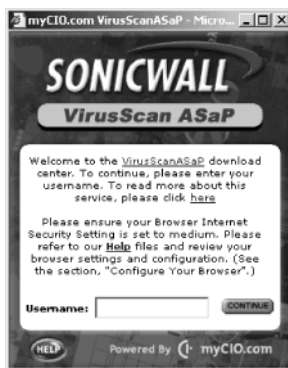 myCIO.com VirusScanASaP - Micro...
SONICWALL
VirusScan ASaP
Welcome to the VirusScanASaP download
center. To continue, please enter your
username. To read more about this
service, please click here
Please ensure your Browser Internet
Security Setting is set to medium. Please
refer to our Help files and review your
browser settings and configuration. (See
the section, "Configure Your Browser".)
Username: CONTINUE
HELP Powered By myCIO.com